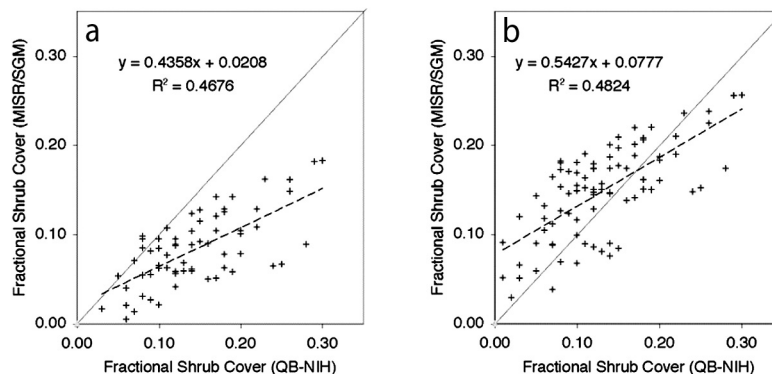 a
y = 0.4358x + 0.0208
R² = 0.4676
Fractional Shrub Cover (MISR/SGM)
0.30
0.20
0.10
0.00
0.00 0.10 0.20 0.30
Fractional Shrub Cover (QB-NIH)
b
y = 0.5427x + 0.0777
R² = 0.4824
Fractional Shrub Cover (MISR/SGM)
0.30
0.20
0.10
0.00
0.00 0.10 0.20 0.30
Fractional Shrub Cover (QB-NIH)